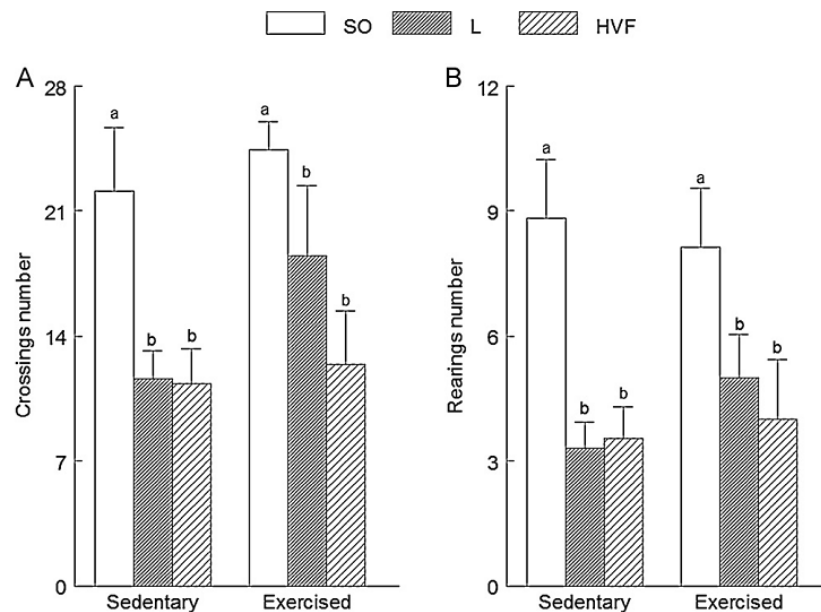 SO L HVF
A
28
21
14
7
0
Crossings number
a
b
b
a
b
b
Sedentary Exercised
B
12
9
6
3
0
Rearings number
a
b
b
a
b
b
Sedentary Exercised